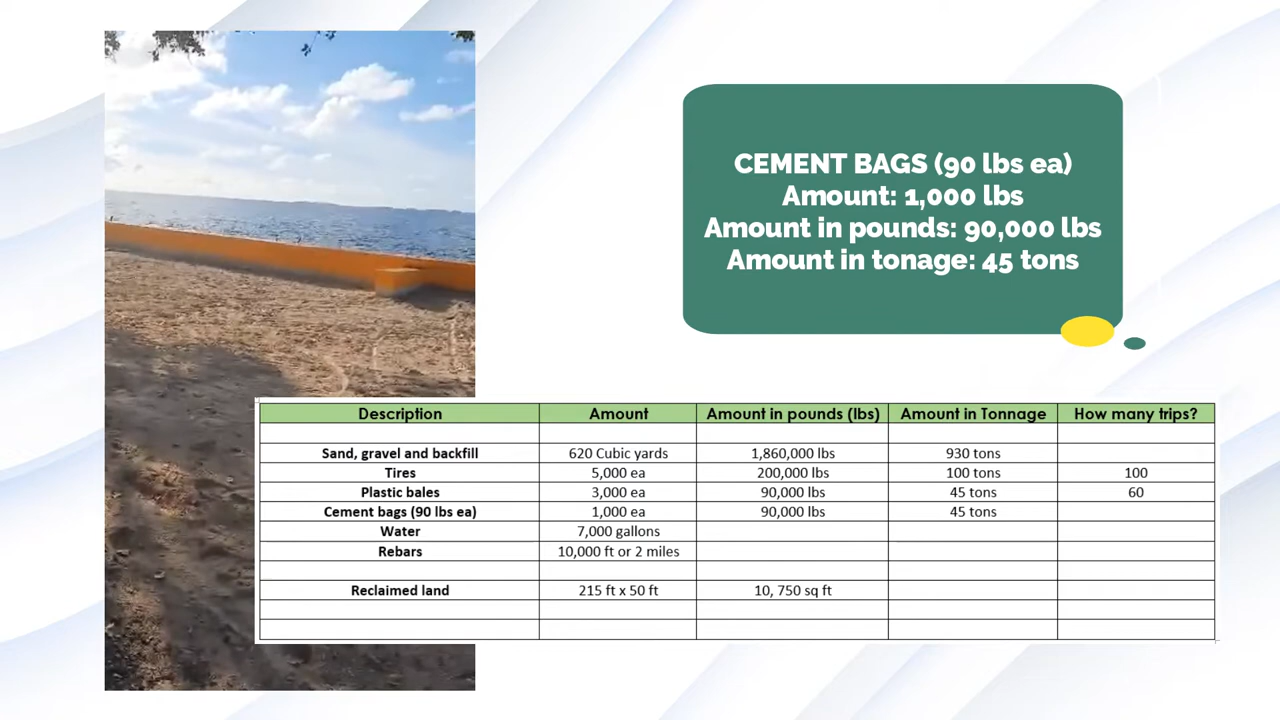 CEMENT BAGS (90 lbs ea)
Amount: 1,000 lbs
Amount in pounds: 90,000 lbs
Amount in tonage: 45 tons
Description Amount Amount in pounds (lbs) Amount in Tonnage How many trips?
Sand, gravel and backfill 620 Cubic yards 1,860,000 lbs 930 tons
Tires 5,000 ea 200,000 lbs 100 tons 100
Plastic bales 3,000 ea 90,000 lbs 45 tons 60
Cement bags (90 lbs ea) 1,000 ea 90,000 lbs 45 tons
Water 7,000 gallons
Rebars 10,000 ft or 2 miles
Reclaimed land 215 ft x 50 ft 10, 750 sq ft